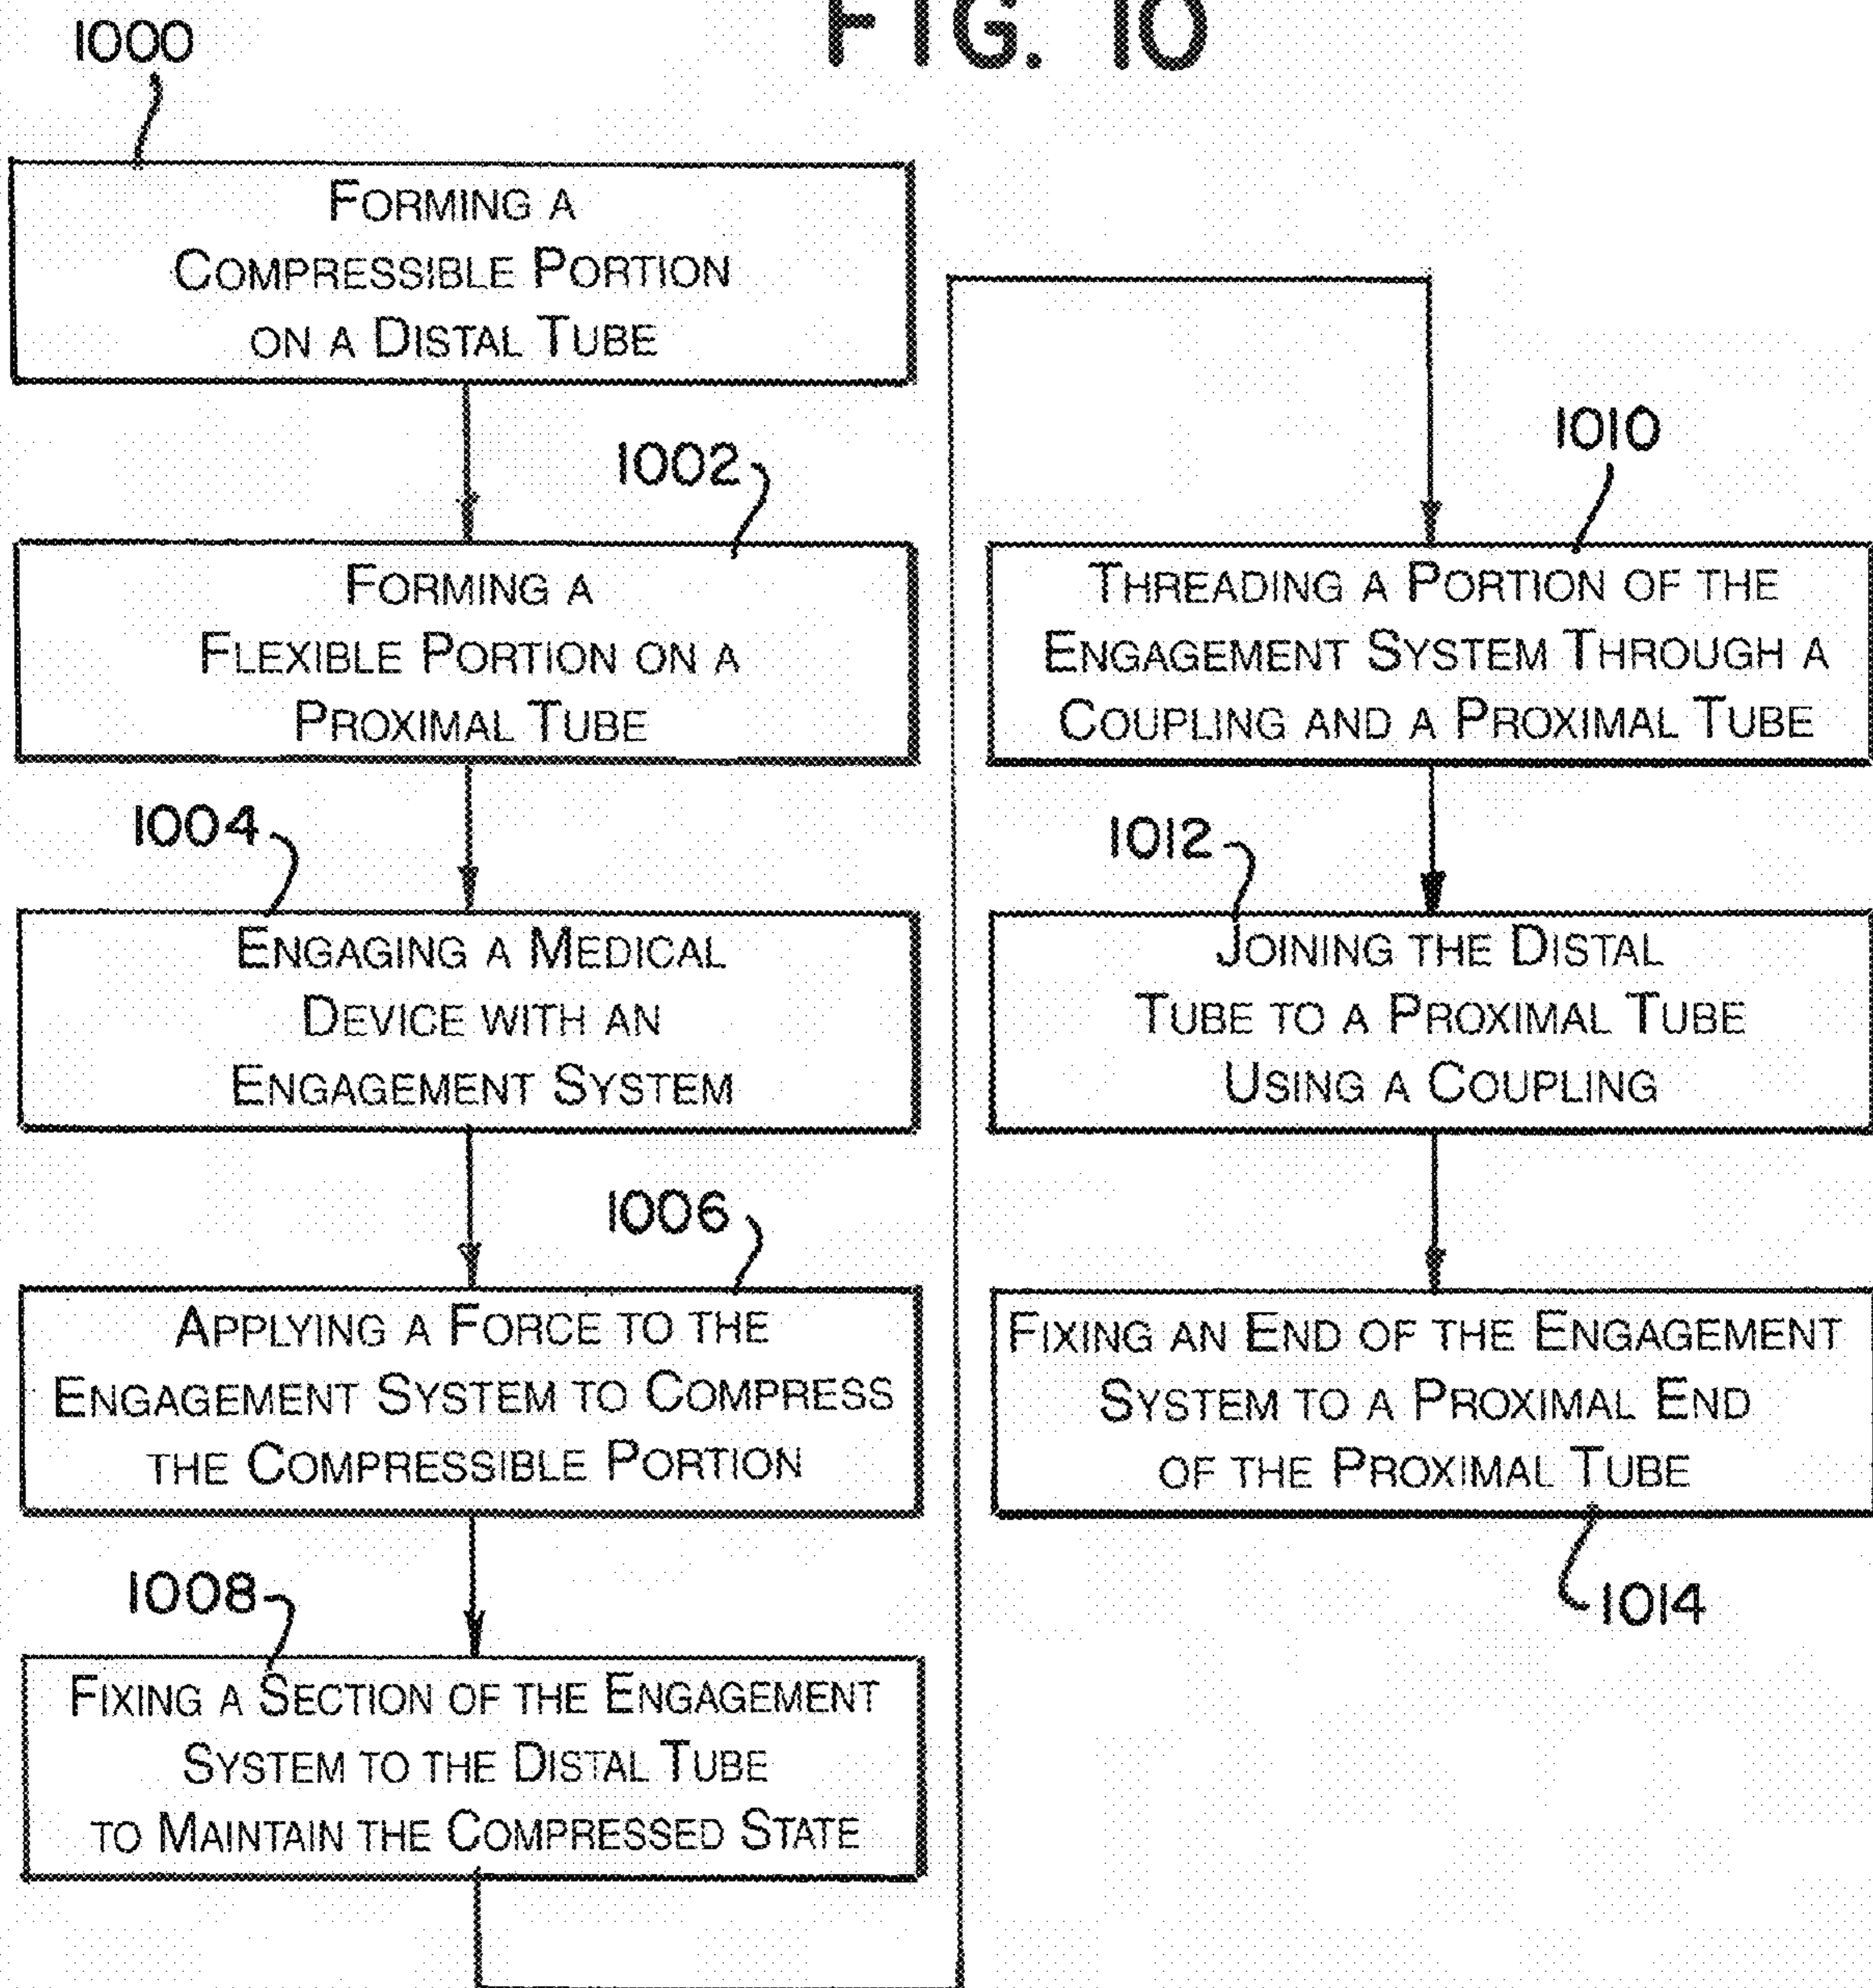 FIG. 10
1000
FORMING A
COMPRESSIBLE PORTION
ON A DISTAL TUBE
1002
FORMING A
FLEXIBLE PORTION ON A
PROXIMAL TUBE
1004
ENGAGING A MEDICAL
DEVICE WITH AN
ENGAGEMENT SYSTEM
1006
APPLYING A FORCE TO THE
ENGAGEMENT SYSTEM TO COMPRESS
THE COMPRESSIBLE PORTION
1008
FIXING A SECTION OF THE ENGAGEMENT
SYSTEM TO THE DISTAL TUBE
TO MAINTAIN THE COMPRESSED STATE
1010
THREADING A PORTION OF THE
ENGAGEMENT SYSTEM THROUGH A
COUPLING AND A PROXIMAL TUBE
1012
JOINING THE DISTAL
TUBE TO A PROXIMAL TUBE
USING A COUPLING
FIXING AN END OF THE ENGAGEMENT
SYSTEM TO A PROXIMAL END
OF THE PROXIMAL TUBE
1014